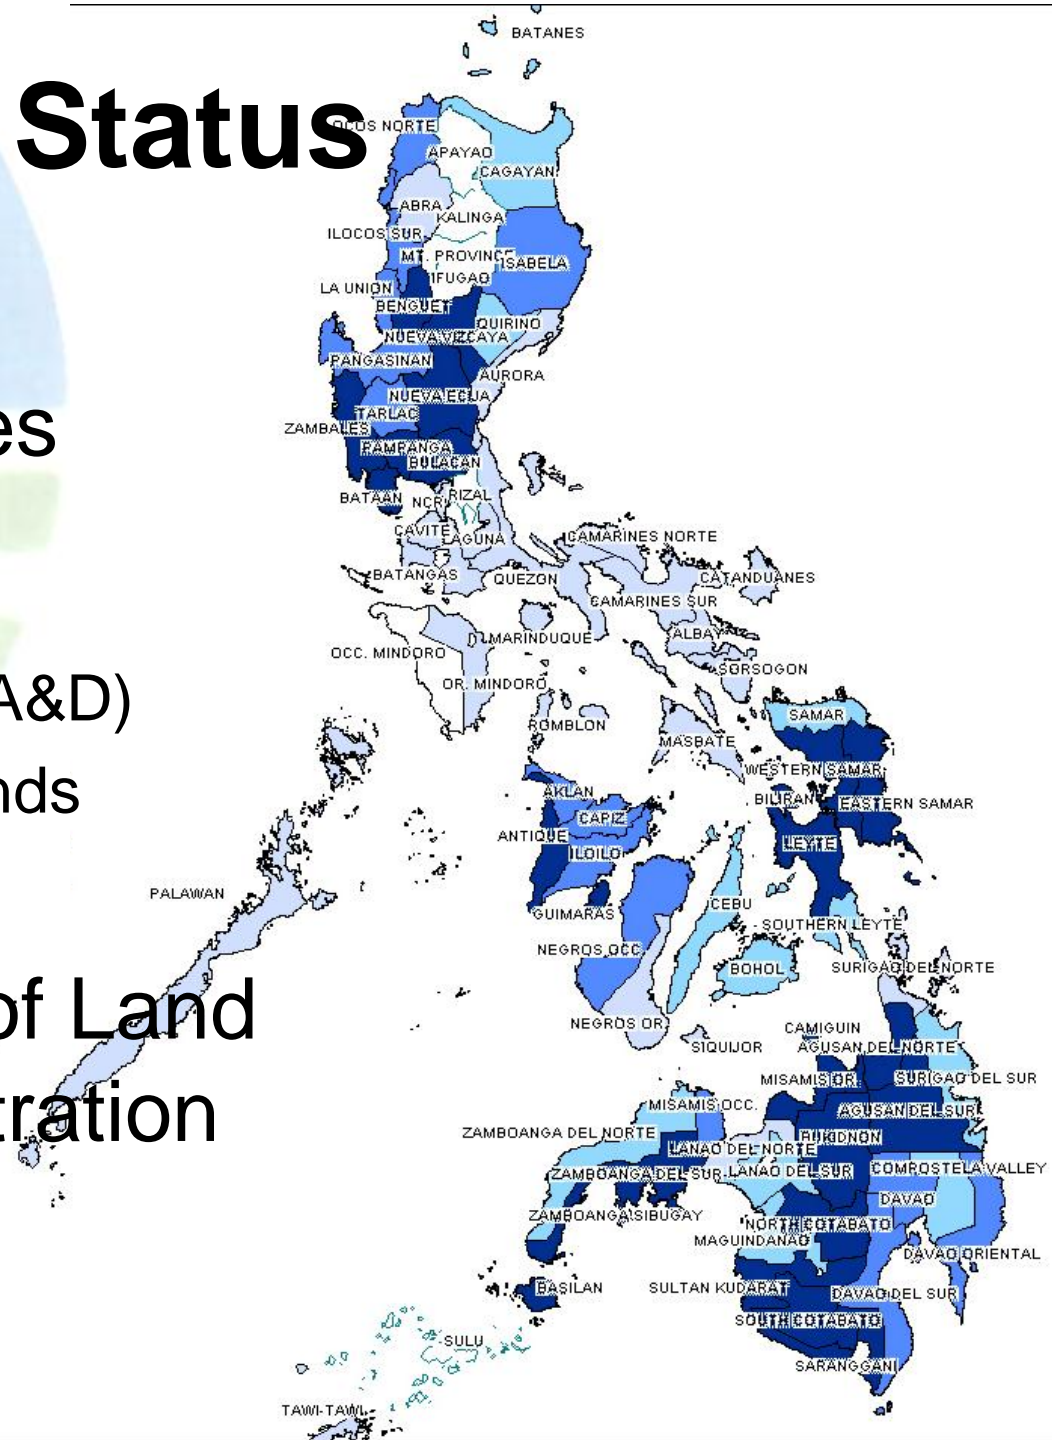 BATANES
Status
OCOS NORTE
APAYAO
CAGAYAN
ABRA
KALINGA
ILOCOS SUR
MT. PROVINCE
ISABELA
IFUGAO
LA UNION
BENGUET
QUIRINO
NUEVA VIZCAYA
PANGASINAN
AURORA
NUEVA ECIJA
TARLAC
es
ZAMBALES
PAMPANGA
BULACAN
BATAAN
NCR
RIZAL
CAVITE
LAGUNA
CAMARINES NORTE
BATANGAS
QUEZON
CATANDUANES
CAMARINES SUR
MARINDUQUE
ALBAY
OCC. MINDORO
SORSOGON
OR. MINDORO
A&D)
ROMBLON
SAMAR
MASBATE
WESTERN SAMAR
nds
AKLAN
BILIRAN
EASTERN SAMAR
CAPIZ
ANTIQUE
LEYTE
ILOILO
PALAWAN
CEBU
GUIMARAS
SOUTHERN LEYTE
NEGROS OCC.
BOHOL
SURIGAO DEL NORTE
of Land
NEGROS OR.
CAMIGUIN
SIQUIJOR
AGUSAN DEL NORTE
MISAMIS OR.
SURIGAO DEL SUR
tration
MISAMIS OCC.
AGUSAN DEL SUR
ZAMBOANGA DEL NORTE
BUKIDNON
LANAO DEL NORTE
ZAMBOANGA DEL SUR
LANAO DEL SUR
COMPOSTELA VALLEY
DAVAO
ZAMBOANGA SIBUGAY
NORTH COTABATO
MAGUINDANAO
DAVAO ORIENTAL
BASILAN
SULTAN KUDARAT
DAVAO DEL SUR
SOUTH COTABATO
SULU
SARANGGANI
TAWI-TAWI